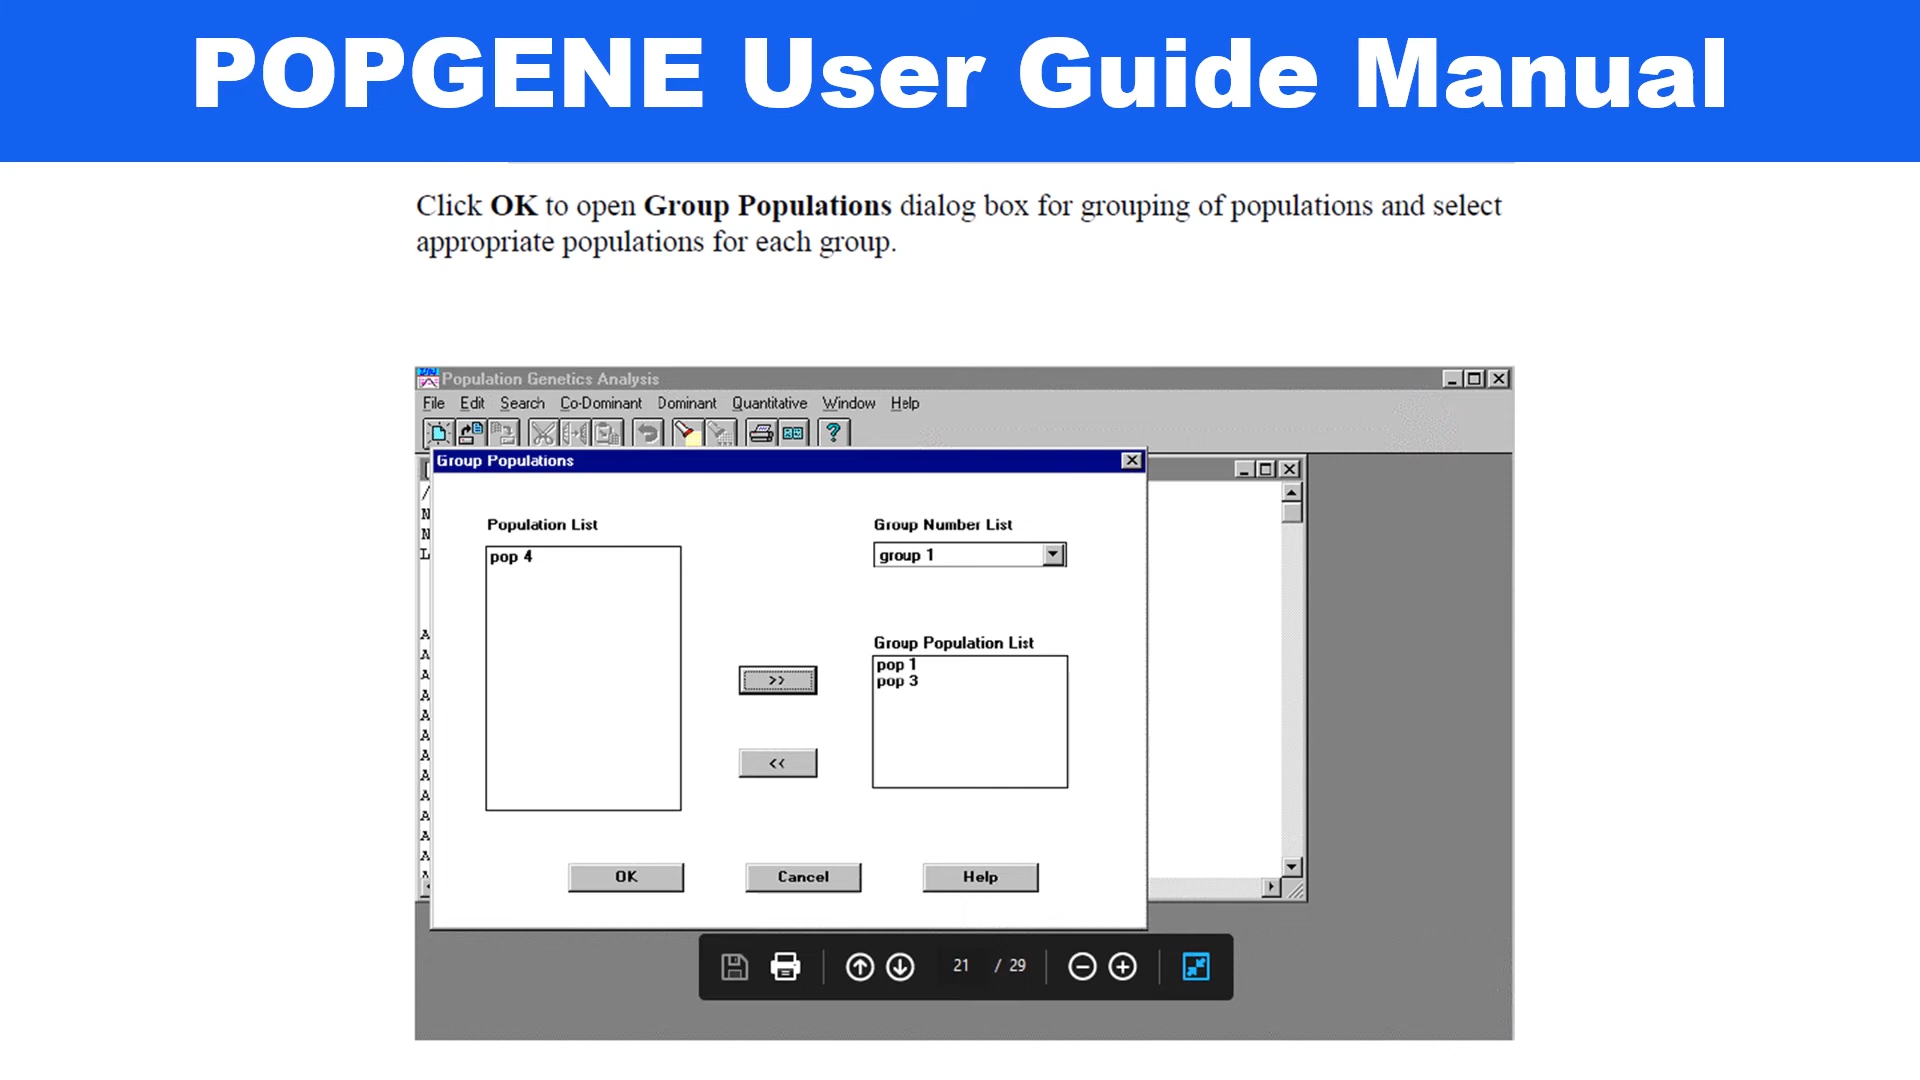 POPGENE User Guide Manual
Click OK to open Group Populations dialog box for grouping of populations and select
appropriate populations for each group.
Population Genetics Analysis
File Edit Search Co-Dominant Dominant Quantitative Window Help
Group Populations
Population List
pop 4
Group Number List
group 1
Group Population List
pop 1
pop 3
>>
<<
OK Cancel Help
/
N
N
L
A
A
A
A
A
A
A
A
A
A
A
A
21 / 29